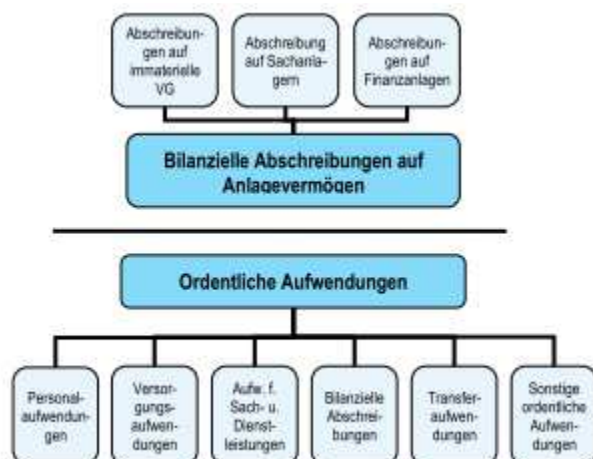 Abschreibun-
gen auf
immaterielle
VG
Abschreibung
auf Sachanla-
gern
Abschreibun-
gen auf
Finanzanlagen
Bilanzielle Abschreibungen auf
Anlagevermögen
Ordentliche Aufwendungen
Personal-
aufwendun-
gen
Versor-
gungs-
aufwen-
dungen
Aufw. f.
Sach- u.
Dienst-
leistungen
Bilanzielle
Abschrei-
bungen
Transfer-
aufwen-
dungen
Sonstige
ordentliche
Aufwen-
dungen